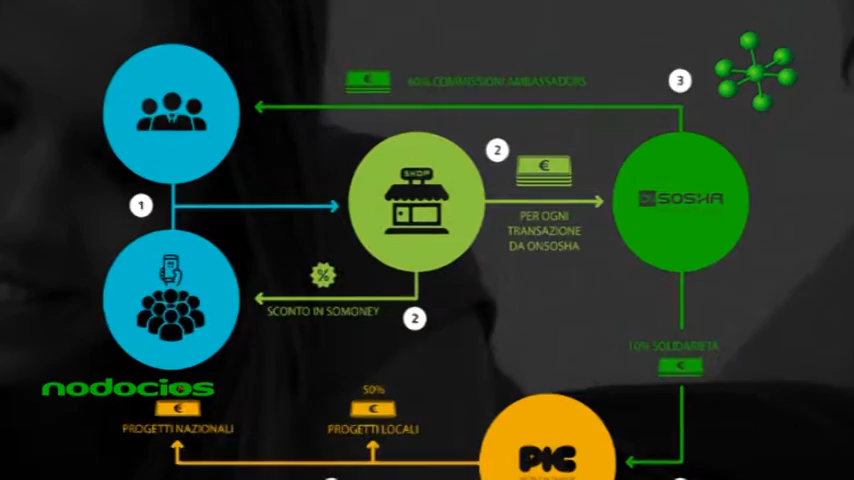 60% COMMISSIONI AMBASSADORS
3
SHOP
2
1
SOSHA
PER OGNI
TRANSAZIONE
DA ONSOSHA
%
SCONTO IN SOMONEY
2
10% SOLIDARIETÀ
nodocios
50%
PROGETTI NAZIONALI
PROGETTI LOCALI